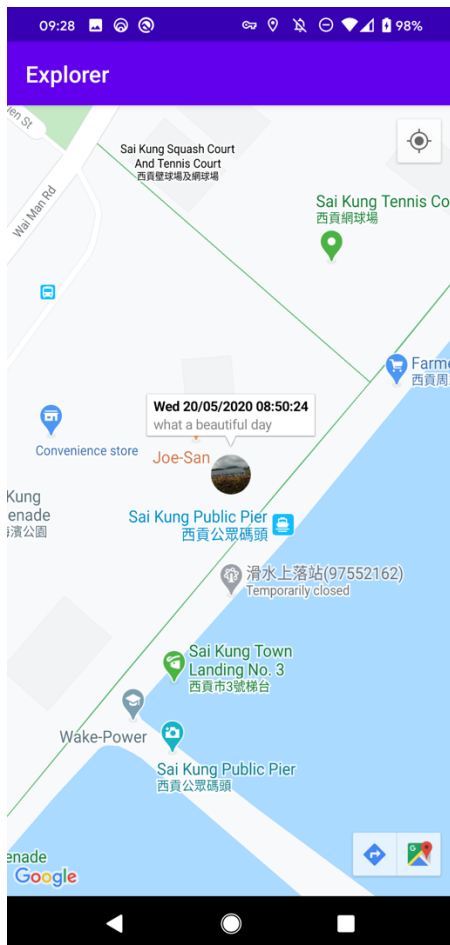 09:28
98%
Explorer
Wai Man Rd
Sai Kung Squash Court
And Tennis Court
西貢壁球場及網球場
Sai Kung Tennis Co
西貢網球場
Farme
西貢周
Wed 20/05/2020 08:50:24
what a beautiful day
Convenience store
Joe-San
Kung
enade
濱公園
Sai Kung Public Pier
西貢公眾碼頭
滑水上落站(97552162)
Temporarily closed
Sai Kung Town
Landing No. 3
西貢市3號梯台
Wake-Power
Sai Kung Public Pier
西貢公眾碼頭
enade
Google